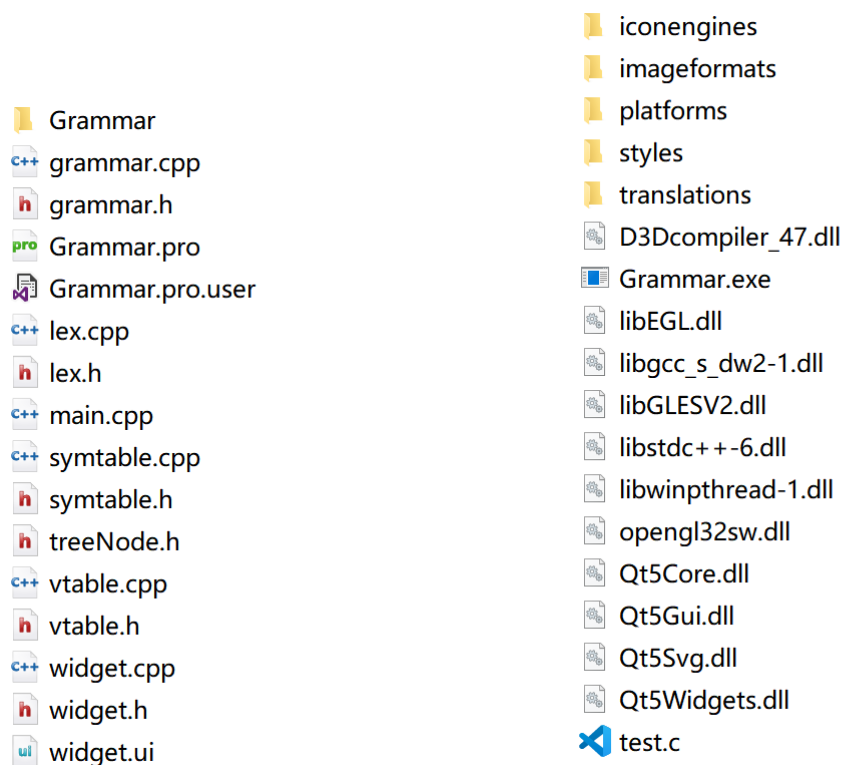 Grammar
grammar.cpp
grammar.h
Grammar.pro
Grammar.pro.user
lex.cpp
lex.h
main.cpp
symtable.cpp
symtable.h
treeNode.h
vtable.cpp
vtable.h
widget.cpp
widget.h
widget.ui
iconengines
imageformats
platforms
styles
translations
D3Dcompiler_47.dll
Grammar.exe
libEGL.dll
libgcc_s_dw2-1.dll
libGLESV2.dll
libstdc++-6.dll
libwinpthread-1.dll
opengl32sw.dll
Qt5Core.dll
Qt5Gui.dll
Qt5Svg.dll
Qt5Widgets.dll
test.c